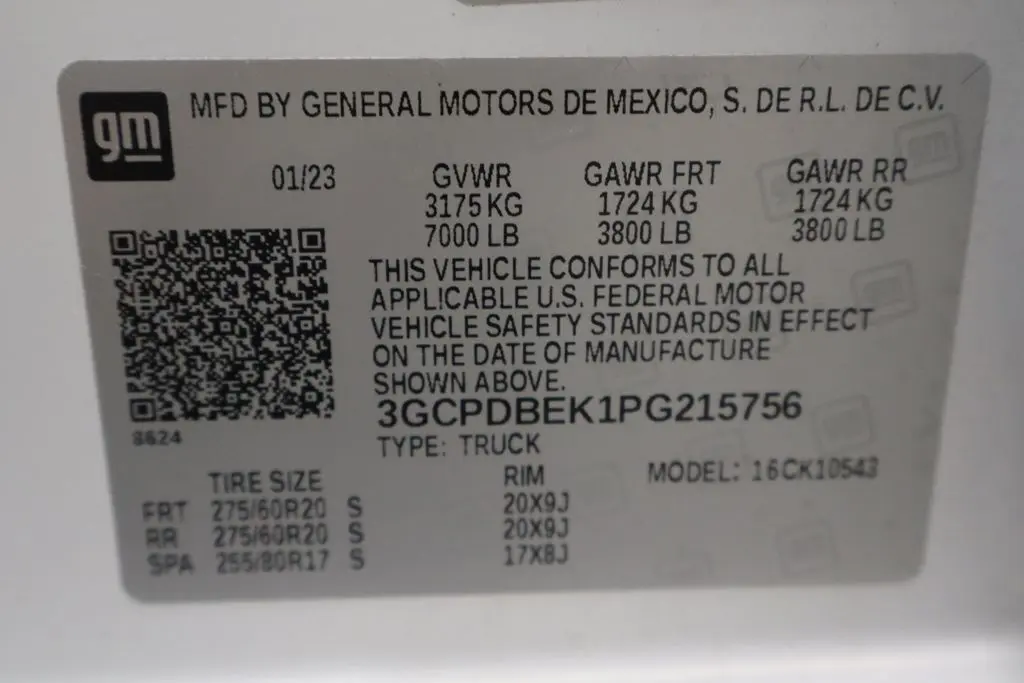 gm MFD BY GENERAL MOTORS DE MEXICO, S. DE R.L. DE C.V.
01/23 GVWR GAWR FRT GAWR RR
3175 KG 1724 KG 1724 KG
7000 LB 3800 LB 3800 LB
THIS VEHICLE CONFORMS TO ALL
APPLICABLE U.S. FEDERAL MOTOR
VEHICLE SAFETY STANDARDS IN EFFECT
ON THE DATE OF MANUFACTURE
SHOWN ABOVE.
3GCPDBEK1PG215756
8624
TYPE: TRUCK
TIRE SIZE RIM MODEL: 16CK10543
FRT 275/60R20 S 20X9J
RR 275/60R20 S 20X9J
SPA 255/80R17 S 17X8J